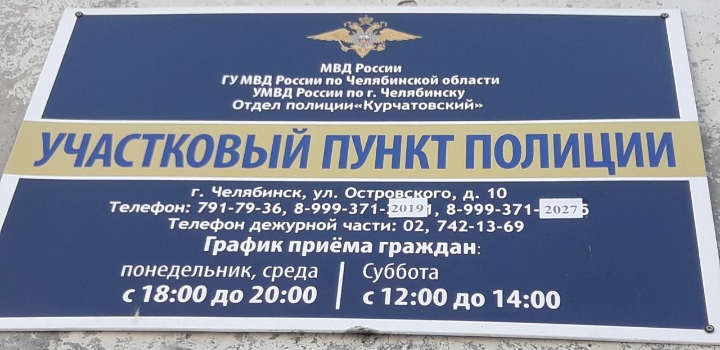 МВД России
ГУ МВД России по Челябинской области
УМВД России по г. Челябинску
Отдел полиции«Курчатовский»
УЧАСТКОВЫЙ ПУНКТ ПОЛИЦИИ
г. Челябинск, ул. Островского, д. 10
Телефон: 791-79-36, 8-999-371-2019, 8-999-371-2027
Телефон дежурной части: 02, 742-13-69
График приёма граждан:
понедельник, среда
с 18:00 до 20:00
Суббота
с 12:00 до 14:00